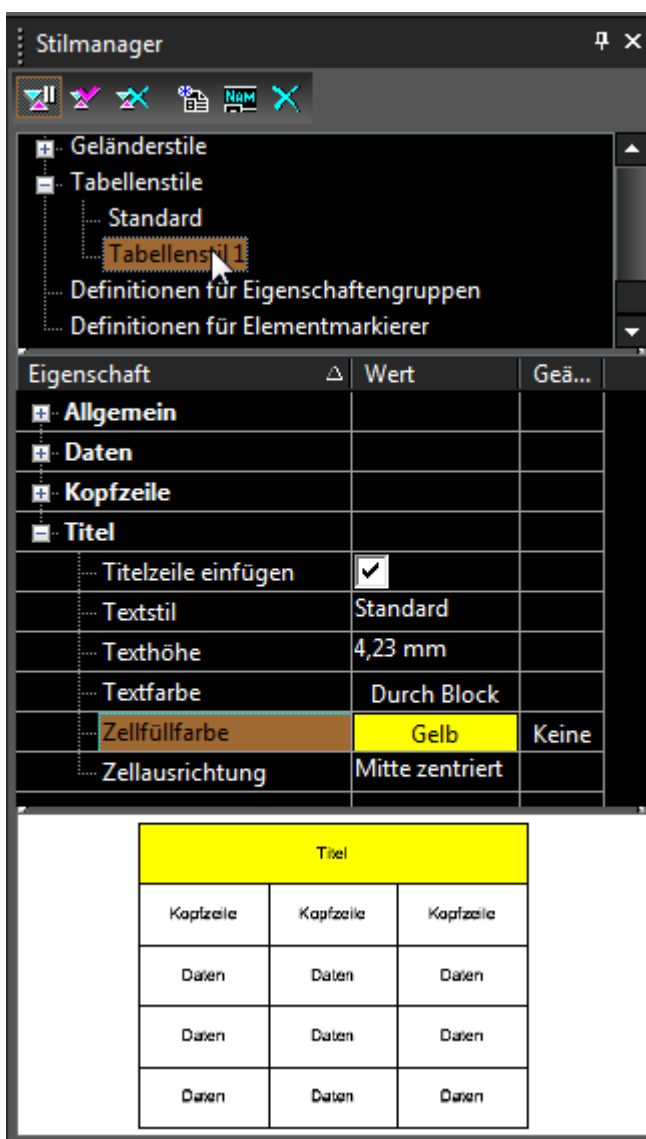 Stilmanager
NAM
Geländerstile
Tabellenstile
Standard
Tabellenstil 1
Definitionen für Eigenschaftengruppen
Definitionen für Elementmarkierer
Eigenschaft Wert Geä...
Allgemein
Daten
Kopfzeile
Titel
Titelzeile einfügen
Textstil Standard
Texthöhe 4,23 mm
Textfarbe Durch Block
Zellfüllfarbe Gelb Keine
Zellausrichtung Mitte zentriert
Titel
Kopfzeile Kopfzeile Kopfzeile
Daten Daten Daten
Daten Daten Daten
Daten Daten Daten